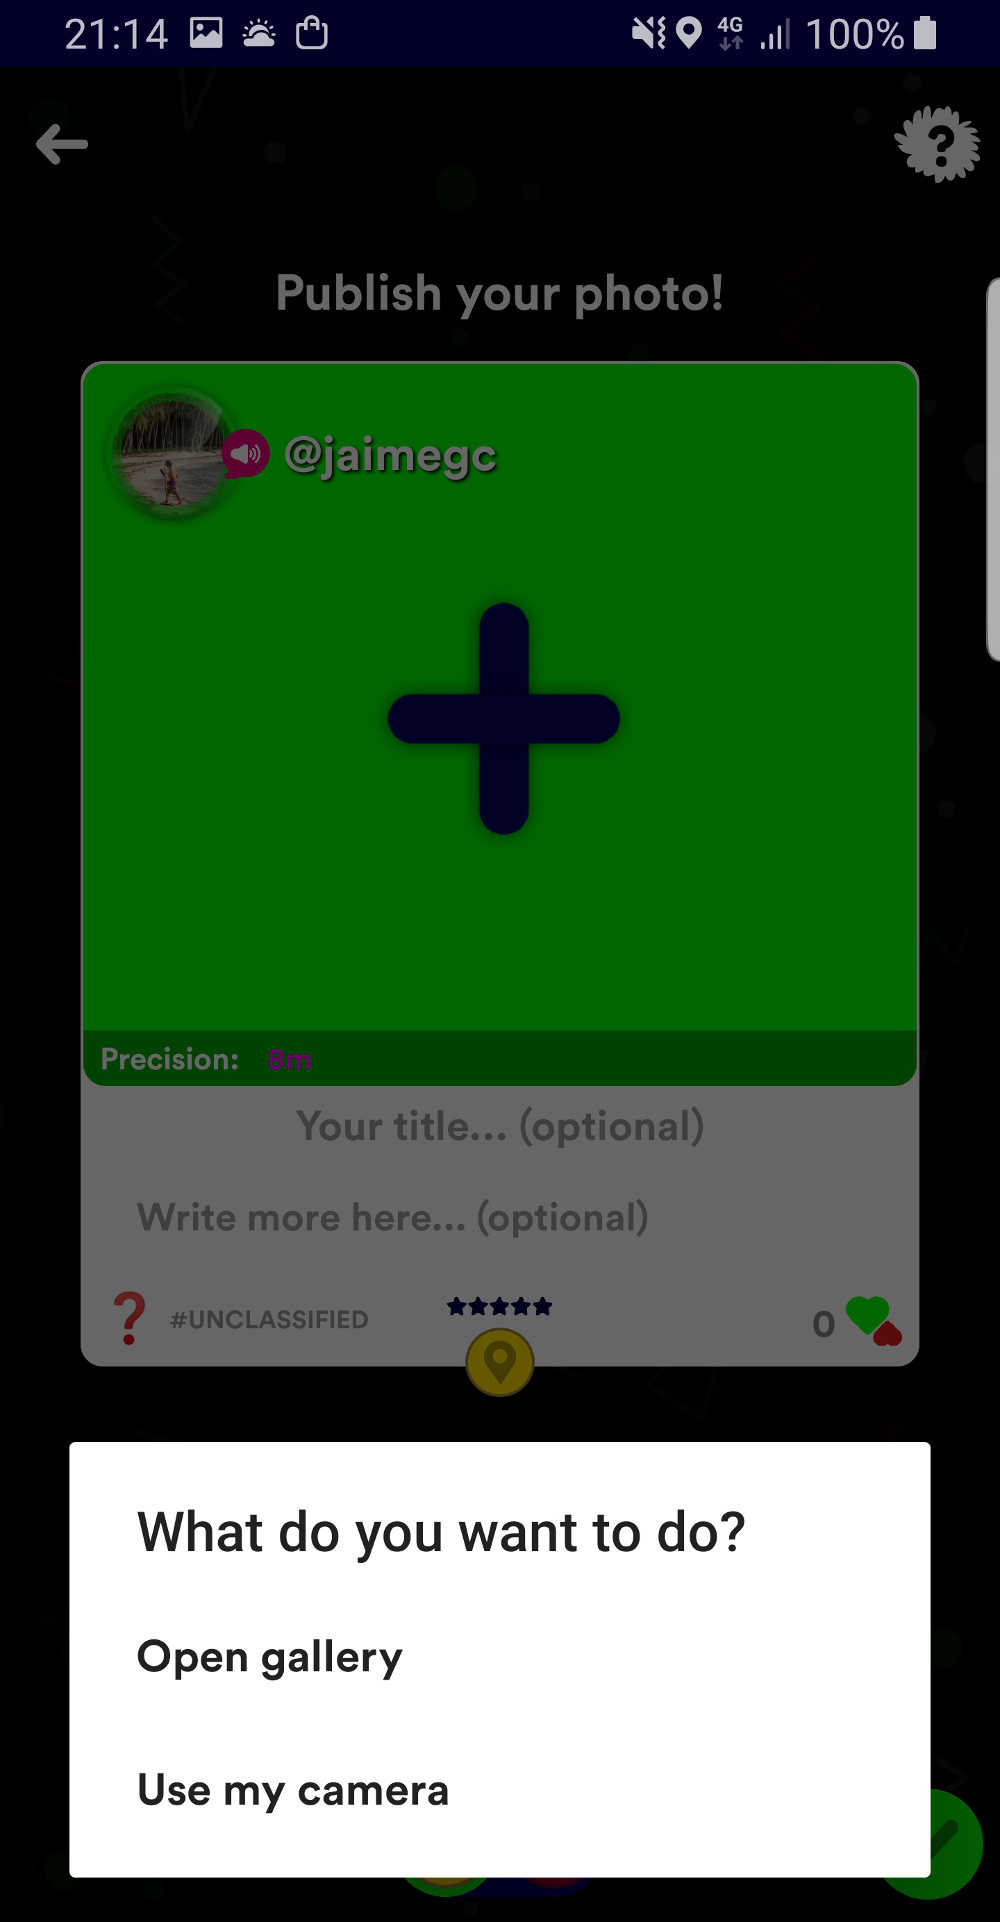 21:14
4G 100%
Publish your photo!
@jaimegc
Precision: 8m
Your title... (optional)
Write more here... (optional)
#UNCLASSIFIED
0
What do you want to do?
Open gallery
Use my camera